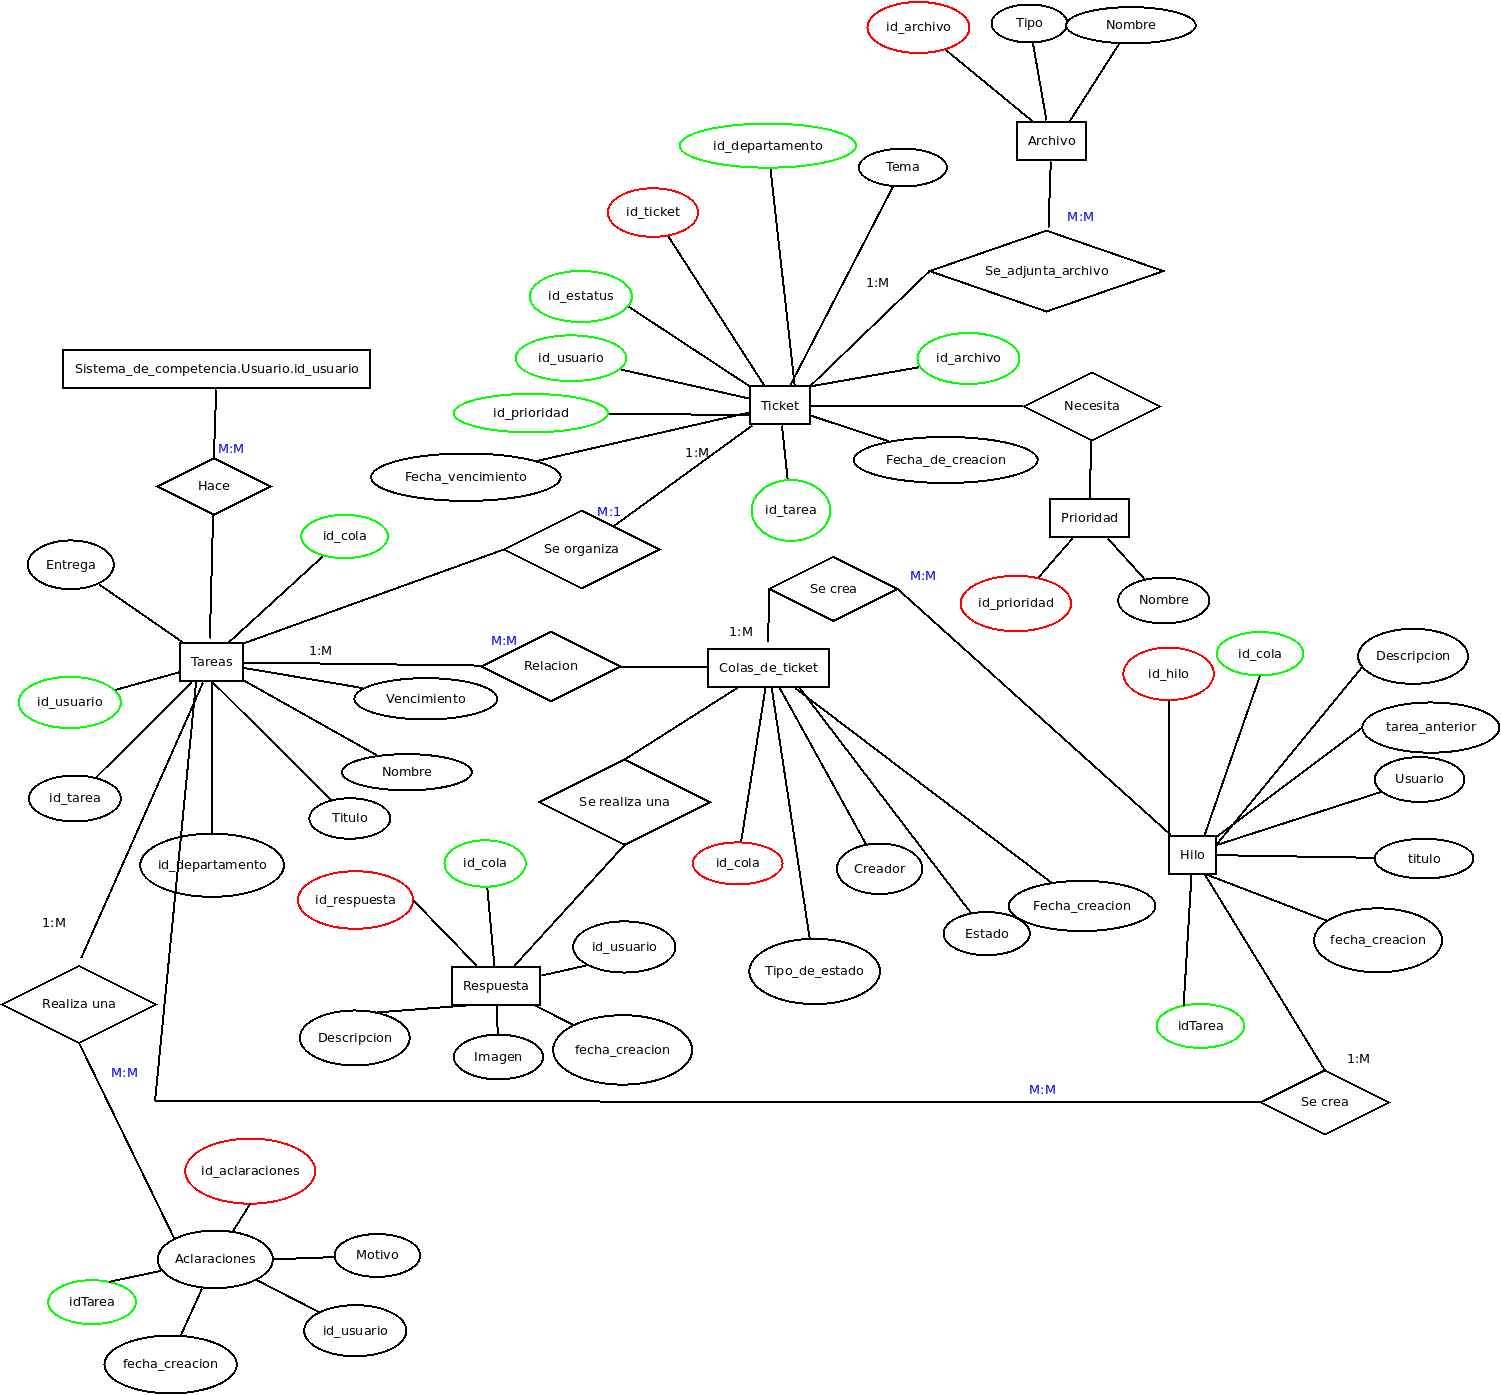 id_archivo
Tipo
Nombre
Archivo
id_departamento
Tema
id_ticket
M:M
Se_adjunta_archivo
1:M
id_estatus
id_usuario
id_archivo
Sistema_de_competencia.Usuario.id_usuario
id_prioridad
Ticket
Necesita
M:M
1:M
Fecha_vencimiento
Fecha_de_creacion
Hace
M:1
id_tarea
Prioridad
id_cola
Se organiza
Entrega
Se crea
M:M
id_prioridad
Nombre
1:M
M:M
1:M
Tareas
Relacion
Colas_de_ticket
id_hilo
id_cola
Descripcion
id_usuario
Vencimiento
tarea_anterior
Nombre
Usuario
id_tarea
Titulo
Se realiza una
id_departamento
id_cola
id_cola
Creador
Hilo
titulo
id_respuesta
Fecha_creacion
1:M
id_usuario
Estado
fecha_creacion
Respuesta
Tipo_de_estado
Realiza una
Descripcion
Imagen
fecha_creacion
idTarea
M:M
M:M
1:M
Se crea
id_aclaraciones
Aclaraciones
Motivo
idTarea
id_usuario
fecha_creacion